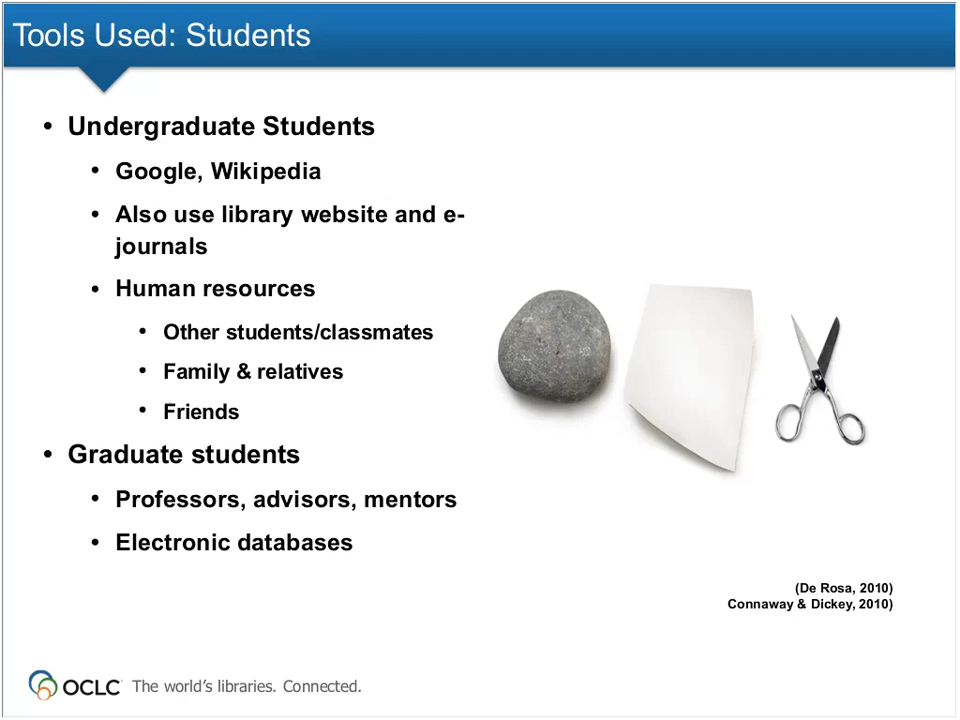 Tools Used: Students
• Undergraduate Students
• Google, Wikipedia
• Also use library website and e-
journals
• Human resources
• Other students/classmates
• Family & relatives
• Friends
• Graduate students
• Professors, advisors, mentors
• Electronic databases
(De Rosa, 2010)
Connaway & Dickey, 2010)
OCLC The world's libraries. Connected.